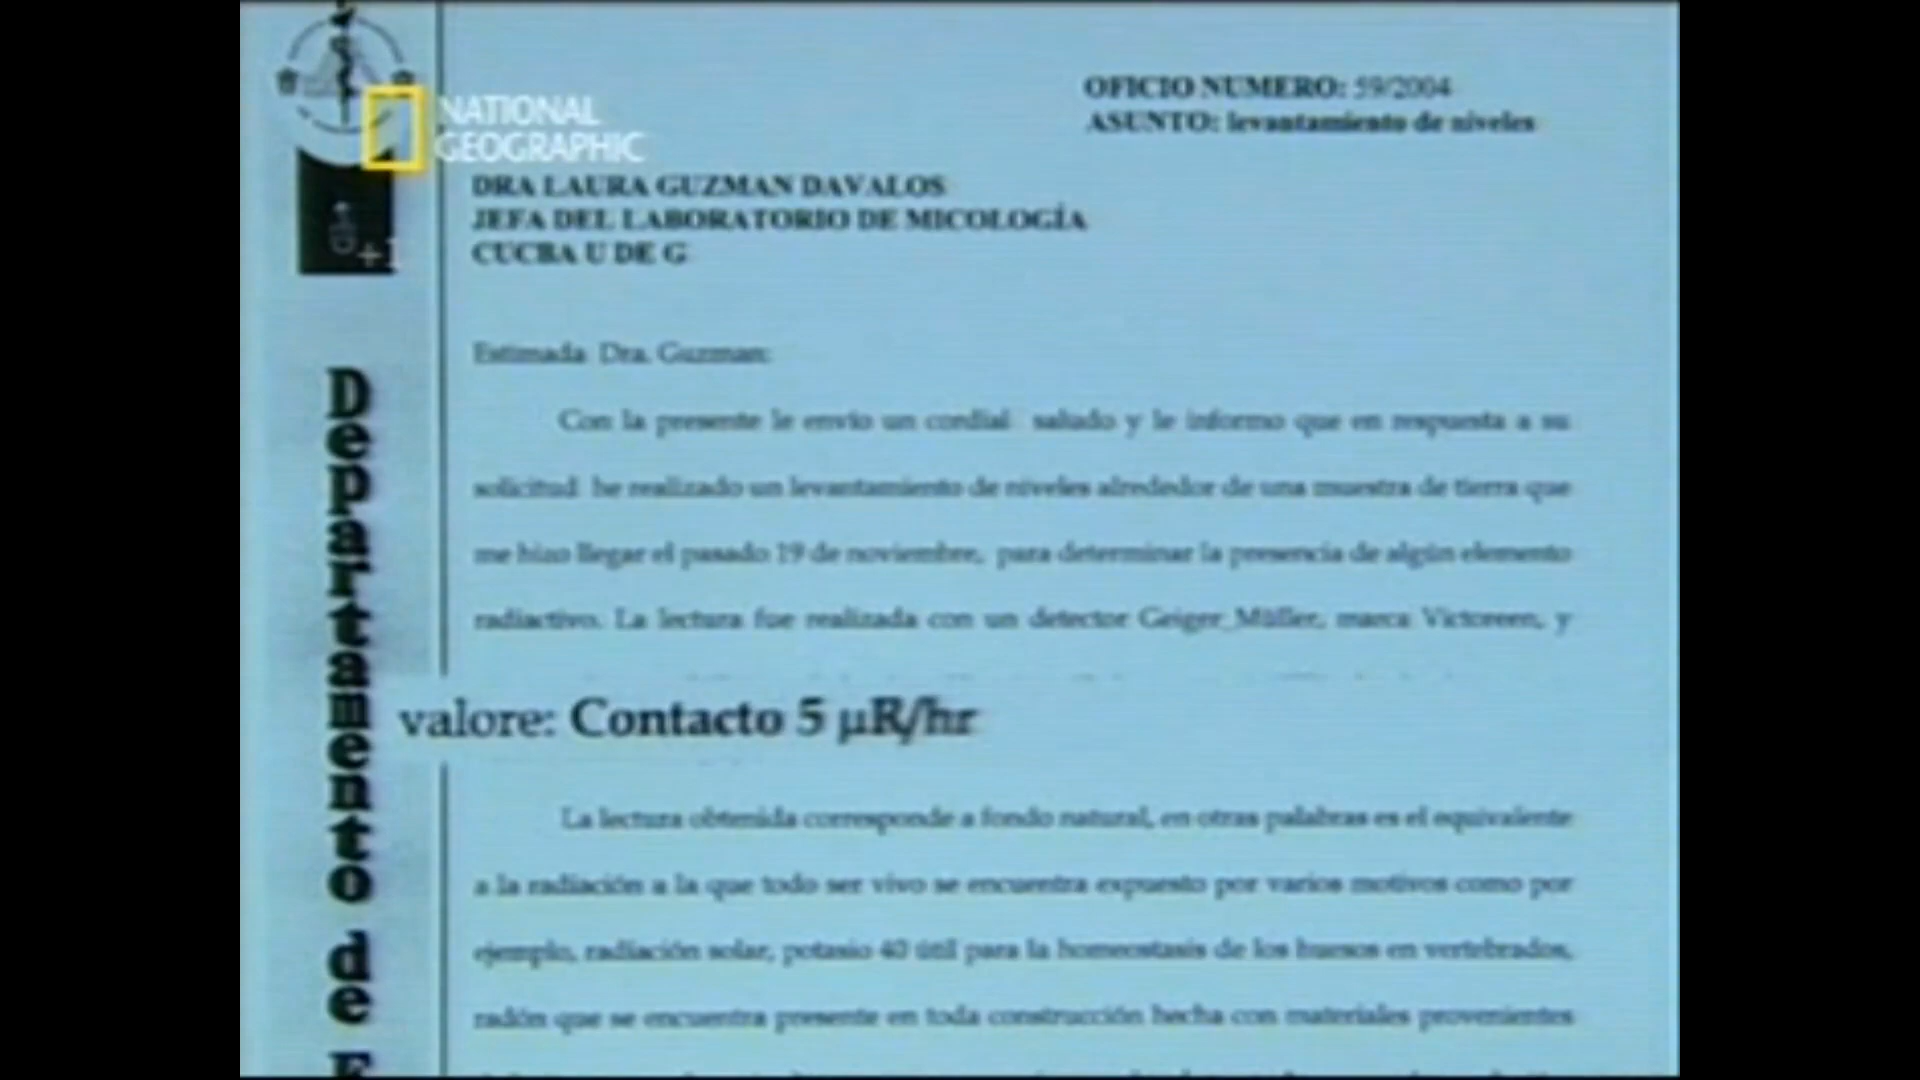 NATIONAL
GEOGRAPHIC
+1
OFICIO NUMERO: 59/2004
ASUNTO: levantamiento de niveles
DRA LAURA GUZMAN DAVALOS
JEFA DEL LABORATORIO DE MICOLOGÍA
CUCBA U DE G
Departamento de F
Estimada Dra. Guzman:
Con la presente le envío un cordial saludo y le informo que en respuesta a su
solicitud he realizado un levantamiento de niveles alrededor de una muestra de tierra que
me hizo llegar el pasado 19 de noviembre, para determinar la presencia de algún elemento
radiactivo. La lectura fue realizada con un detector Geiger_Müller, marca Victoreen, y
valore: Contacto 5 µR/hr
La lectura obtenida corresponde a fondo natural, en otras palabras es el equivalente
a la radiación a la que todo ser vivo se encuentra expuesto por varios motivos como por
ejemplo, radiación solar, potasio 40 útil para la homeostasis de los huesos en vertebrados,
radón que se encuentra presente en toda construcción hecha con materiales provenientes